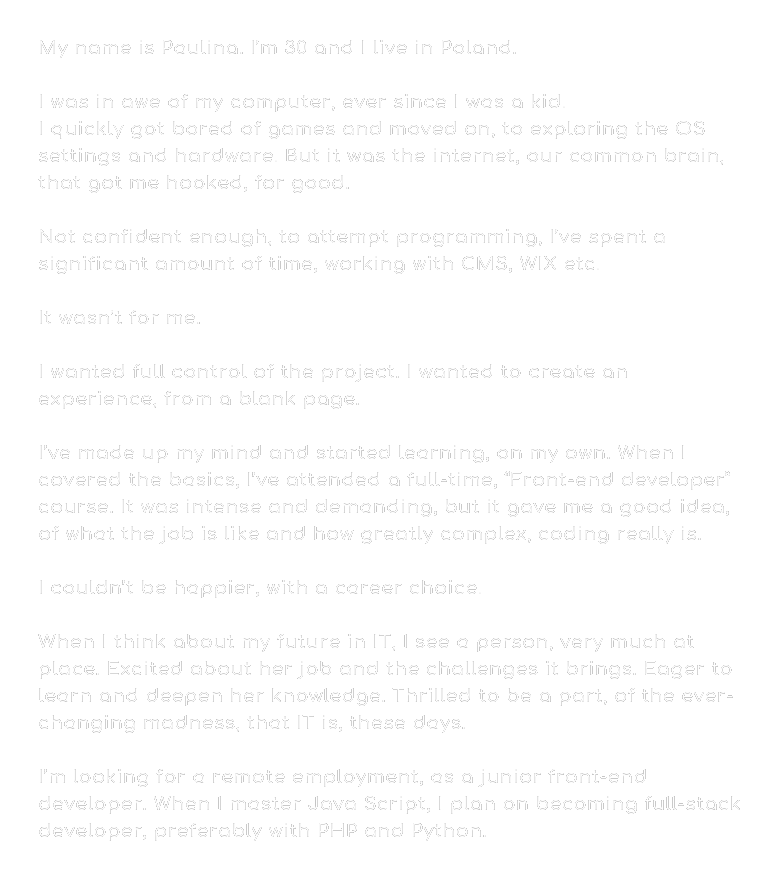 My name is Paulina. I'm 30 and I live in Poland.
I was in awe of my computer, ever since I was a kid.
I quickly got bored of games and moved on, to exploring the OS
settings and hardware. But it was the internet, our common brain,
that got me hooked, for good.
Not confident enough, to attempt programming, I've spent a
significant amount of time, working with CMS, WIX etc.
It wasn't for me.
I wanted full control of the project. I wanted to create an
experience, from a blank page.
I've made up my mind and started learning, on my own. When I
covered the basics, I've attended a full-time, "Front-end developer"
course. It was intense and demanding, but it gave me a good idea,
of what the job is like and how greatly complex, coding really is.
I couldn't be happier, with a career choice.
When I think about my future in IT, I see a person, very much at
place. Excited about her job and the challenges it brings. Eager to
learn and deepen her knowledge. Thrilled to be a part, of the ever-
changing madness, that IT is, these days.
I'm looking for a remote employment, as a junior front-end
developer. When I master Java Script, I plan on becoming full-stack
developer, preferably with PHP and Python.